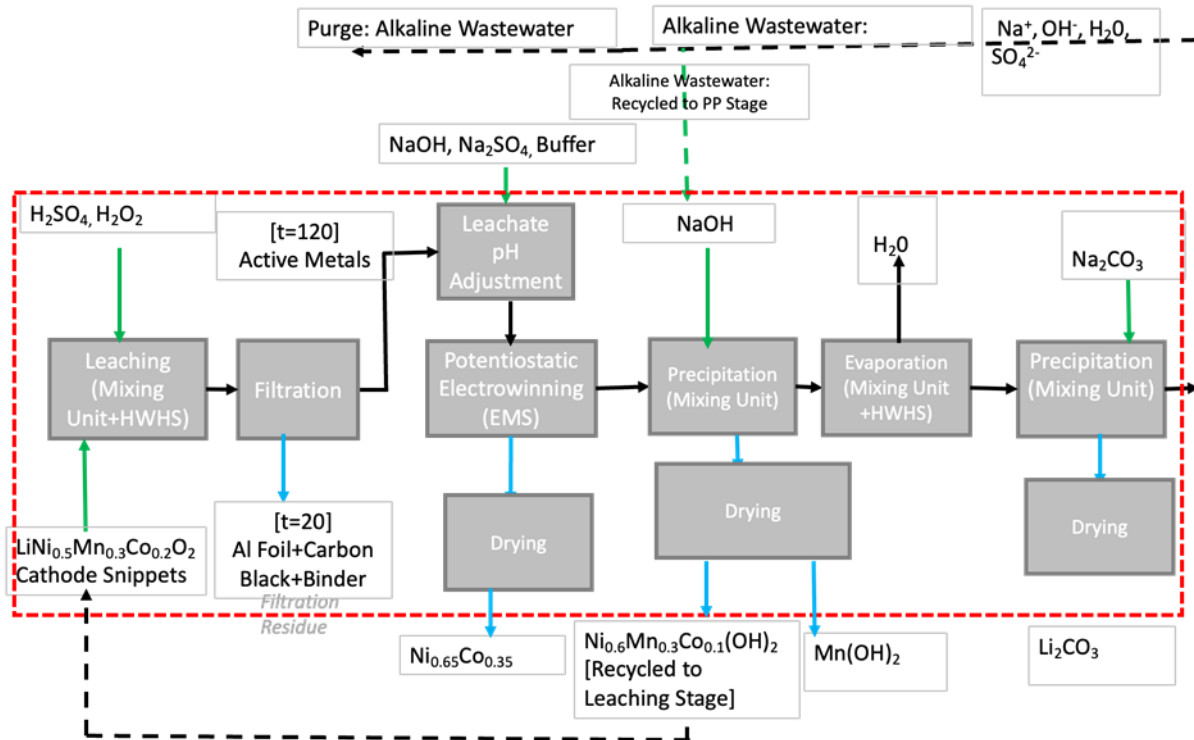 Purge: Alkaline Wastewater
Alkaline Wastewater:
Na⁺, OH⁻, H₂0,
SO₄²⁻
Alkaline Wastewater:
Recycled to PP Stage
NaOH, Na₂SO₄, Buffer
H₂SO₄, H₂O₂
[t=120]
Active Metals
Leachate
pH
Adjustment
NaOH
H₂0
Na₂CO₃
Leaching
(Mixing
Unit+HWHS)
Filtration
Potentiostatic
Electrowinning
(EMS)
Precipitation
(Mixing Unit)
Evaporation
(Mixing Unit
+HWHS)
Precipitation
(Mixing Unit)
LiNi₀.₅Mn₀.₃Co₀.₂O₂
Cathode Snippets
[t=20]
Al Foil+Carbon
Black+Binder
Filtration
Residue
Drying
Drying
Drying
Ni₀.₆₅Co₀.₃₅
Ni₀.₆Mn₀.₃Co₀.₁(OH)₂
[Recycled to
Leaching Stage]
Mn(OH)₂
Li₂CO₃